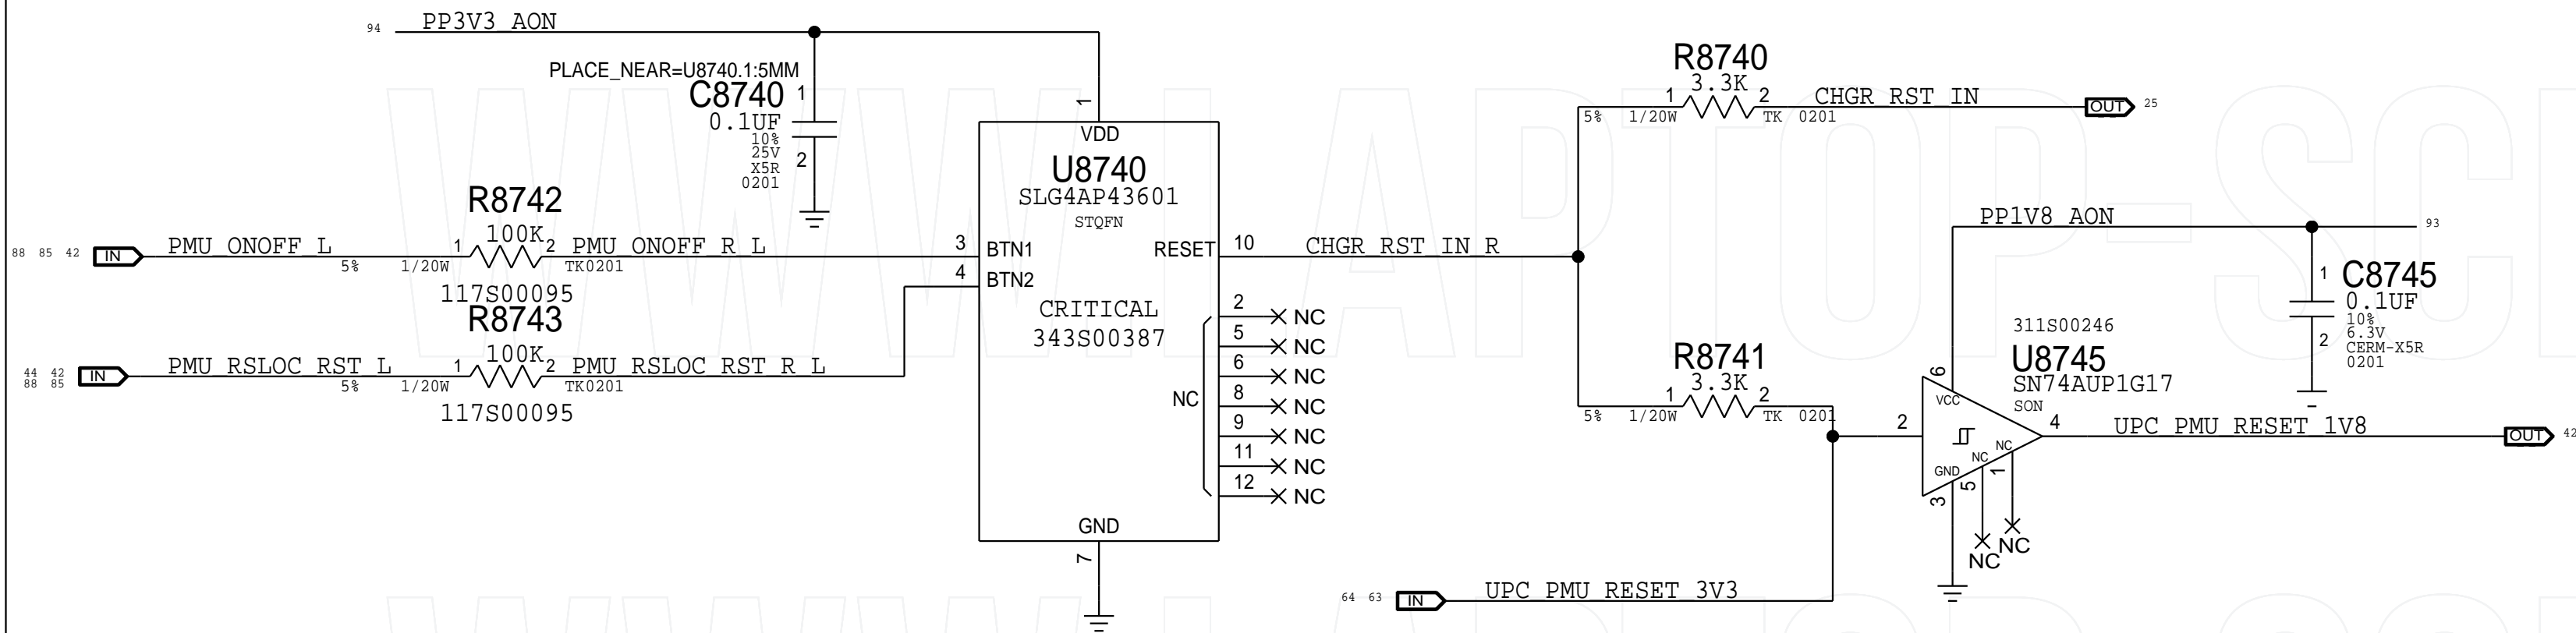 94 PP3V3_AON
PLACE_NEAR=U8740.1:5MM
C8740 1
0.1UF
10%
25V
X5R
0201
2
1
VDD
U8740
SLG4AP43601
STQFN
R8742
100K
88 85 42 IN PMU_ONOFF_L 1 2 PMU_ONOFF_R_L 3 BTN1
5% 1/20W TK0201
117S00095
4 BTN2
R8743
100K
44 42
88 85
IN PMU_RSLOC_RST_L 1 2 PMU_RSLOC_RST_R_L
5% 1/20W TK0201
117S00095
CRITICAL
343S00387
RESET 10 CHGR_RST_IN_R
NC
2 NC
5 NC
6 NC
8 NC
9 NC
11 NC
12 NC
GND
7
R8740
3.3K
1 2 CHGR_RST_IN OUT 25
5% 1/20W TK 0201
R8741
3.3K
1 2
5% 1/20W TK 0201
PP1V8_AON 93
1 C8745
0.1UF
10%
6.3V
CERM-X5R
0201
2
311S00246
U8745
SN74AUP1G17
SON
6
VCC
2
4 UPC_PMU_RESET_1V8 OUT 42
NC
NC
GND
3
5
1
NC
NC
64 63 IN UPC_PMU_RESET_3V3
WWW.LAPTOP-SC
WWW.LAPTOP-SC